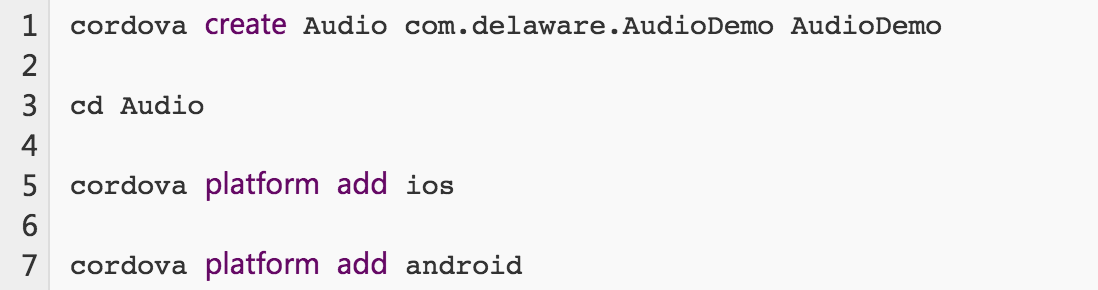 1 cordova create Audio com.delaware.AudioDemo AudioDemo
2
3 cd Audio
4
5 cordova platform add ios
6
7 cordova platform add android